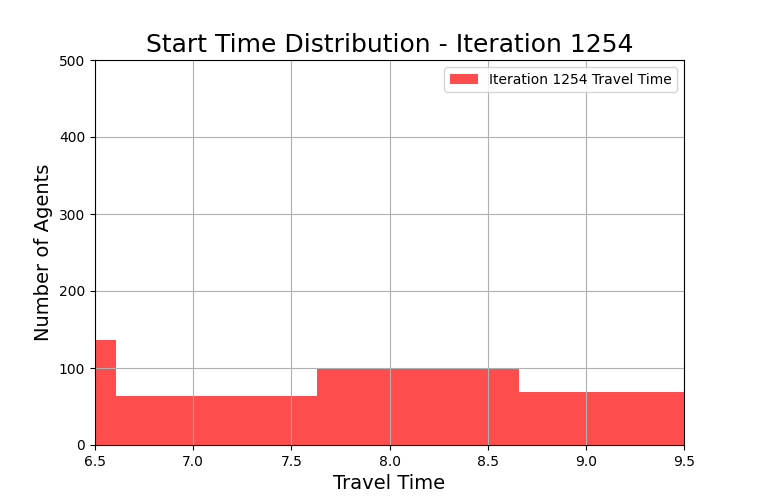 Start Time Distribution - Iteration 1254
500
Iteration 1254 Travel Time
400
300
200
100
0
Number of Agents
6.5 7.0 7.5 8.0 8.5 9.0 9.5
Travel Time